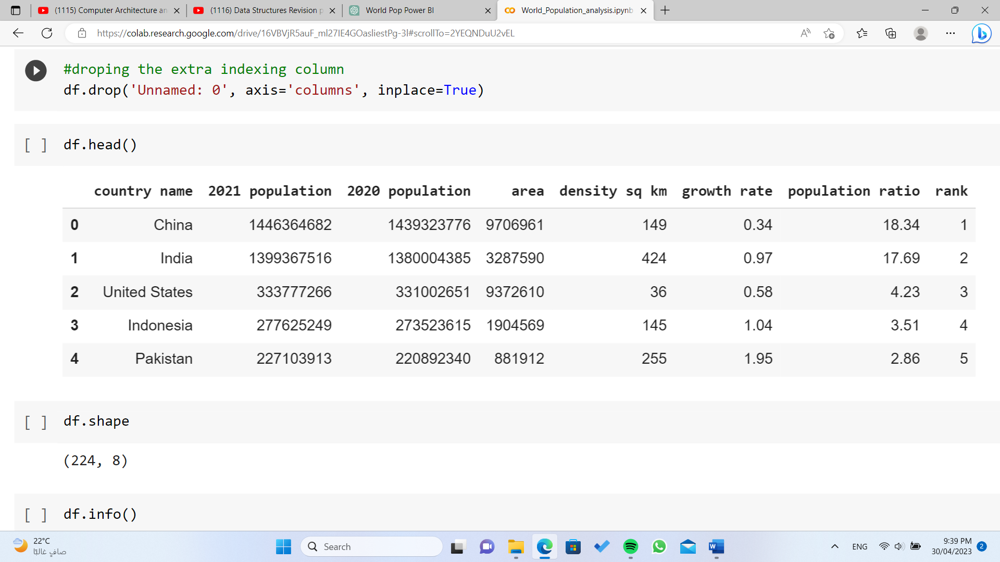 (1115) Computer Architecture an
(1116) Data Structures Revision p
World Pop Power BI
World_Population_analysis.ipynb
https://colab.research.google.com/drive/16VBVjR5auF_ml27IE4GOasliestPg-3l#scrollTo=2YEQNDuU2vEL
#droping the extra indexing column
df.drop('Unnamed: 0', axis='columns', inplace=True)
[ ] df.head()
country name 2021 population 2020 population area density sq km growth rate population ratio rank
0 China 1446364682 1439323776 9706961 149 0.34 18.34 1
1 India 1399367516 1380004385 3287590 424 0.97 17.69 2
2 United States 333777266 331002651 9372610 36 0.58 4.23 3
3 Indonesia 277625249 273523615 1904569 145 1.04 3.51 4
4 Pakistan 227103913 220892340 881912 255 1.95 2.86 5
[ ] df.shape
(224, 8)
[ ] df.info()
22°C
صافٍ غالبًا
Search
ENG
9:39 PM
30/04/2023
2